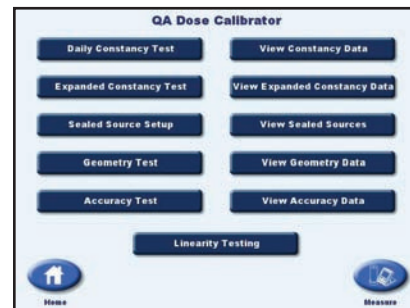 QA Dose Calibrator
Daily Constancy Test
View Constancy Data
Expanded Constancy Test
View Expanded Constancy Data
Sealed Source Setup
View Sealed Sources
Geometry Test
View Geometry Data
Accuracy Test
View Accuracy Data
Linearity Testing
Home
Measure